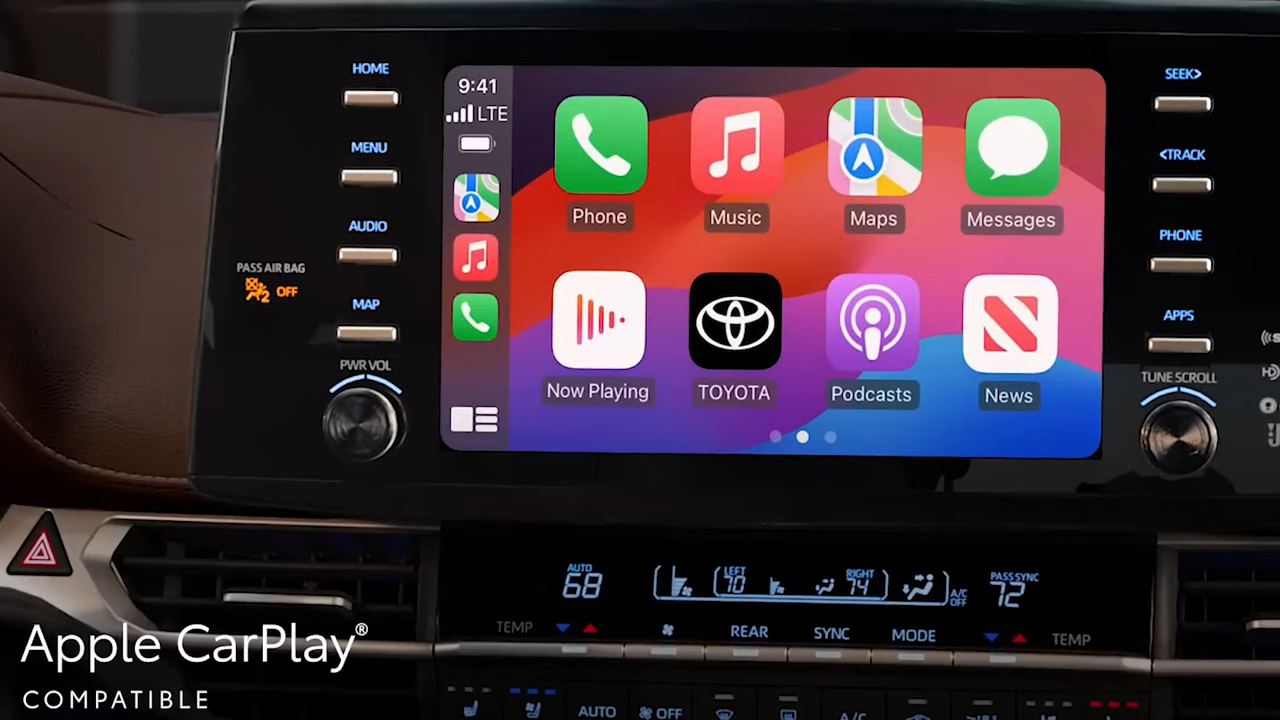 HOME
MENU
AUDIO
MAP
PASS AIR BAG
OFF
PWR VOL
9:41
LTE
Phone
Music
Maps
Messages
Now Playing
TOYOTA
Podcasts
News
SEEK>
<TRACK
PHONE
APPS
TUNE SCROLL
AUTO
68
LEFT
70
RIGHT
74
A/C
OFF
PASS SYNC
72
TEMP
REAR
SYNC
MODE
TEMP
AUTO
OFF
A/C
Apple CarPlay®
COMPATIBLE